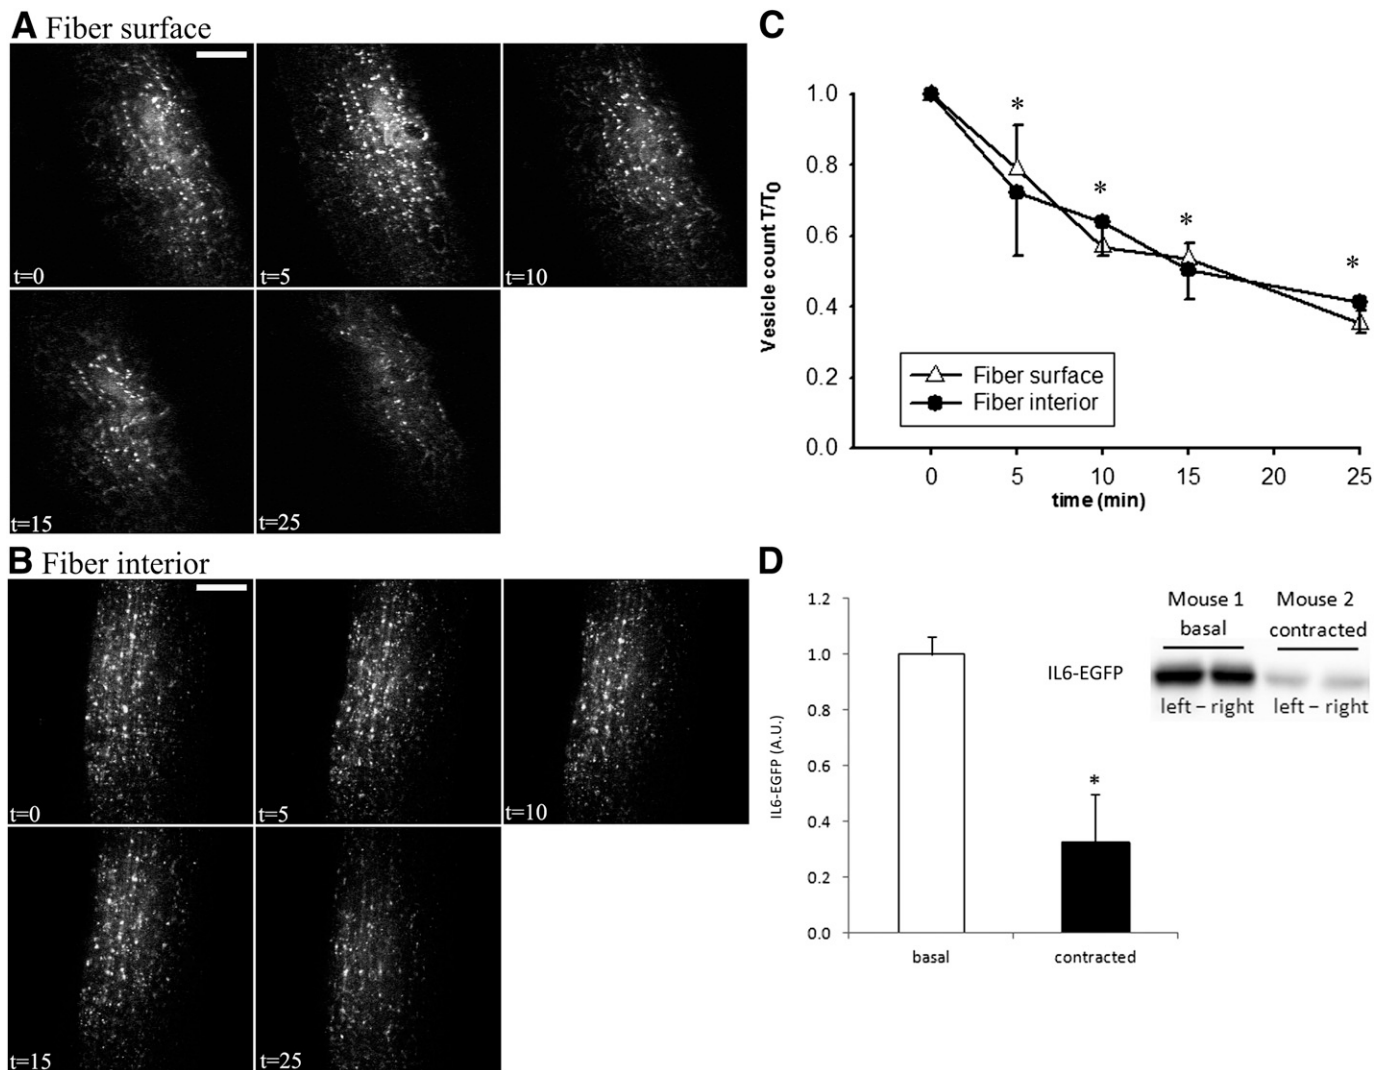 A Fiber surface
t=0
t=5
t=10
t=15
t=25
B Fiber interior
t=0
t=5
t=10
t=15
t=25
C
Vesicle count T/T0
1.0
0.8
0.6
0.4
0.2
0.0
*
*
*
*
Fiber surface
Fiber interior
0 5 10 15 20 25
time (min)
D
IL6-EGFP (A.U.)
1.2
1.0
0.8
0.6
0.4
0.2
0.0
*
basal contracted
Mouse 1 Mouse 2
basal contracted
IL6-EGFP
left – right left – right